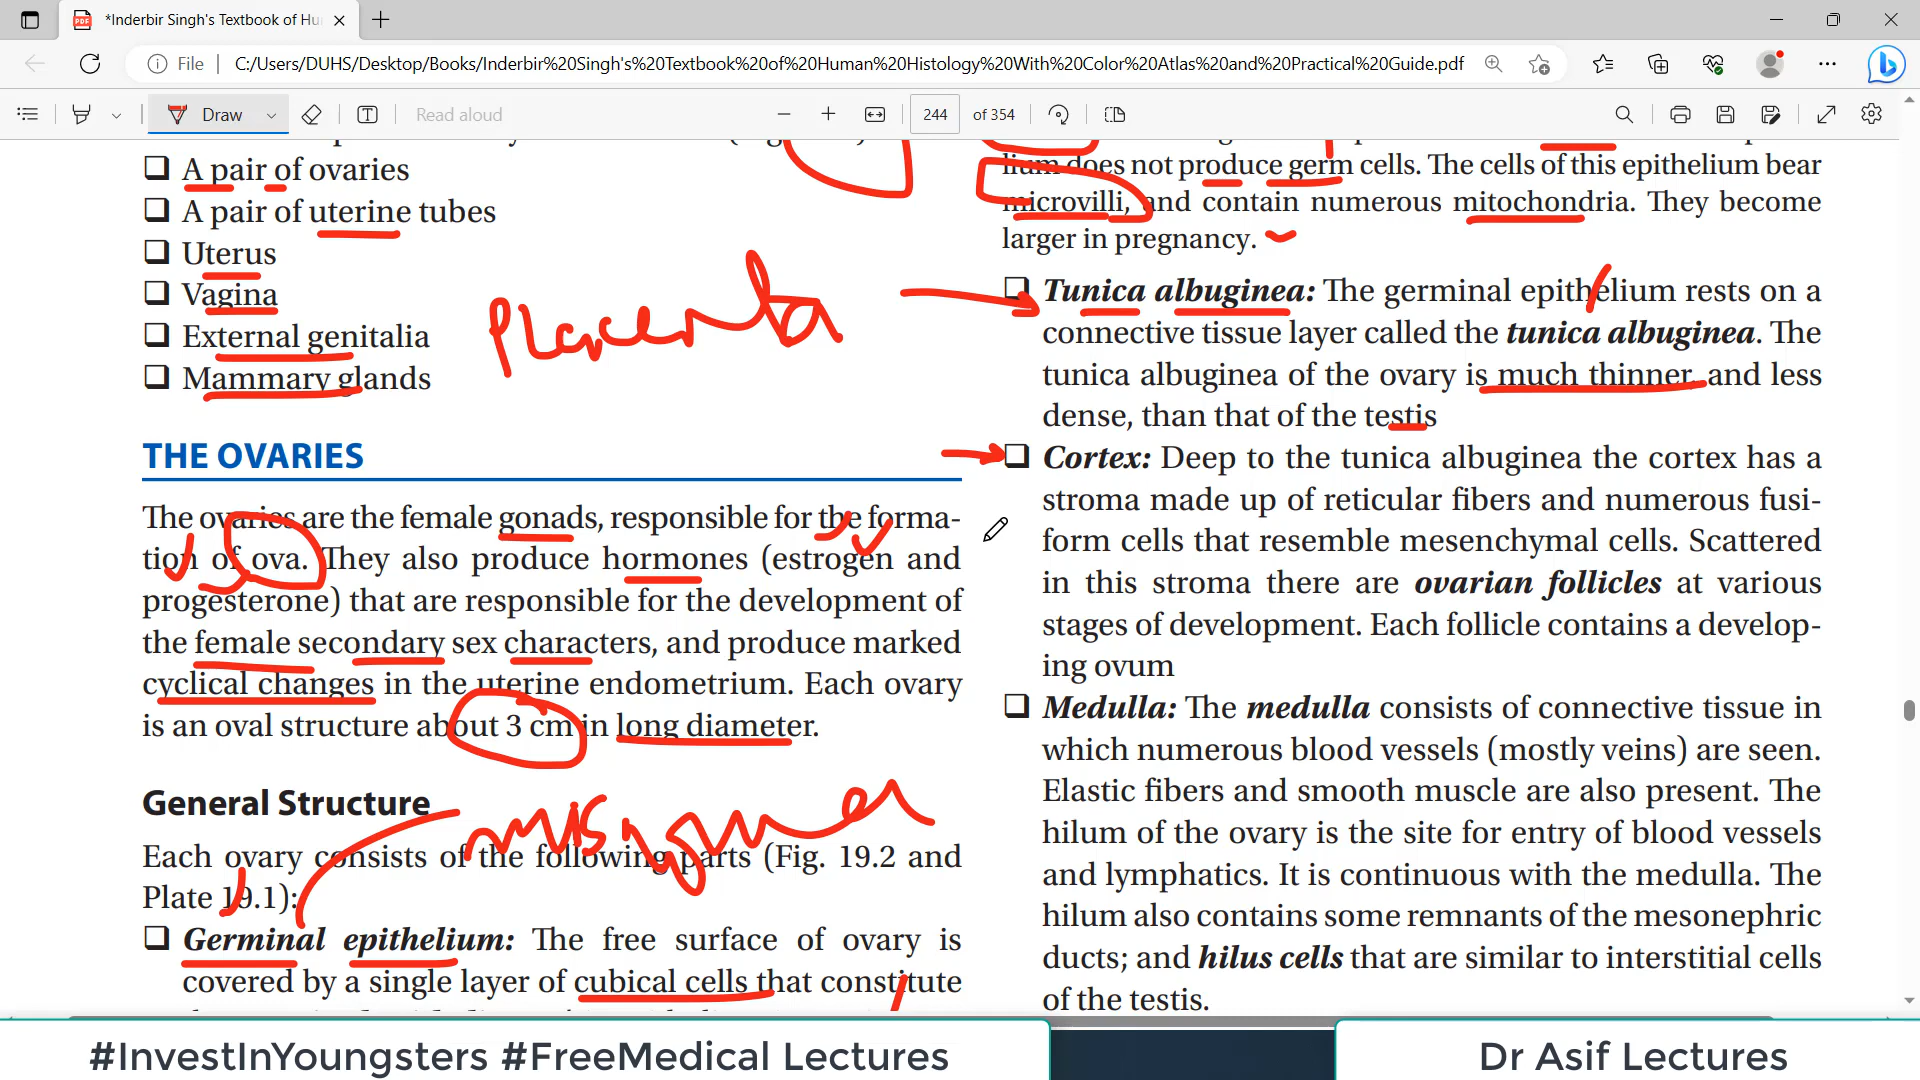 *Inderbir Singh's Textbook of Hu
File
C:/Users/DUHS/Desktop/Books/Inderbir%20Singh's%20Textbook%20of%20Human%20Histology%20With%20Color%20Atlas%20and%20Practical%20Guide.pdf
Draw
Read aloud
244 of 354
❑ A pair of ovaries
❑ A pair of uterine tubes
❑ Uterus
❑ Vagina
❑ External genitalia
❑ Mammary glands
Placenta
THE OVARIES
The ovaries are the female gonads, responsible for the forma-
tion of ova. They also produce hormones (estrogen and
progesterone) that are responsible for the development of
the female secondary sex characters, and produce marked
cyclical changes in the uterine endometrium. Each ovary
is an oval structure about 3 cm in long diameter.
General Structure
misnomer
Each ovary consists of the following parts (Fig. 19.2 and
Plate 19.1):
❑ Germinal epithelium: The free surface of ovary is
covered by a single layer of cubical cells that constitute
lium does not produce germ cells. The cells of this epithelium bear
microvilli, and contain numerous mitochondria. They become
larger in pregnancy.
❑ Tunica albuginea: The germinal epithelium rests on a
connective tissue layer called the tunica albuginea. The
tunica albuginea of the ovary is much thinner, and less
dense, than that of the testis
❑ Cortex: Deep to the tunica albuginea the cortex has a
stroma made up of reticular fibers and numerous fusi-
form cells that resemble mesenchymal cells. Scattered
in this stroma there are ovarian follicles at various
stages of development. Each follicle contains a develop-
ing ovum
❑ Medulla: The medulla consists of connective tissue in
which numerous blood vessels (mostly veins) are seen.
Elastic fibers and smooth muscle are also present. The
hilum of the ovary is the site for entry of blood vessels
and lymphatics. It is continuous with the medulla. The
hilum also contains some remnants of the mesonephric
ducts; and hilus cells that are similar to interstitial cells
of the testis.
#InvestInYoungsters #FreeMedical Lectures
Dr Asif Lectures